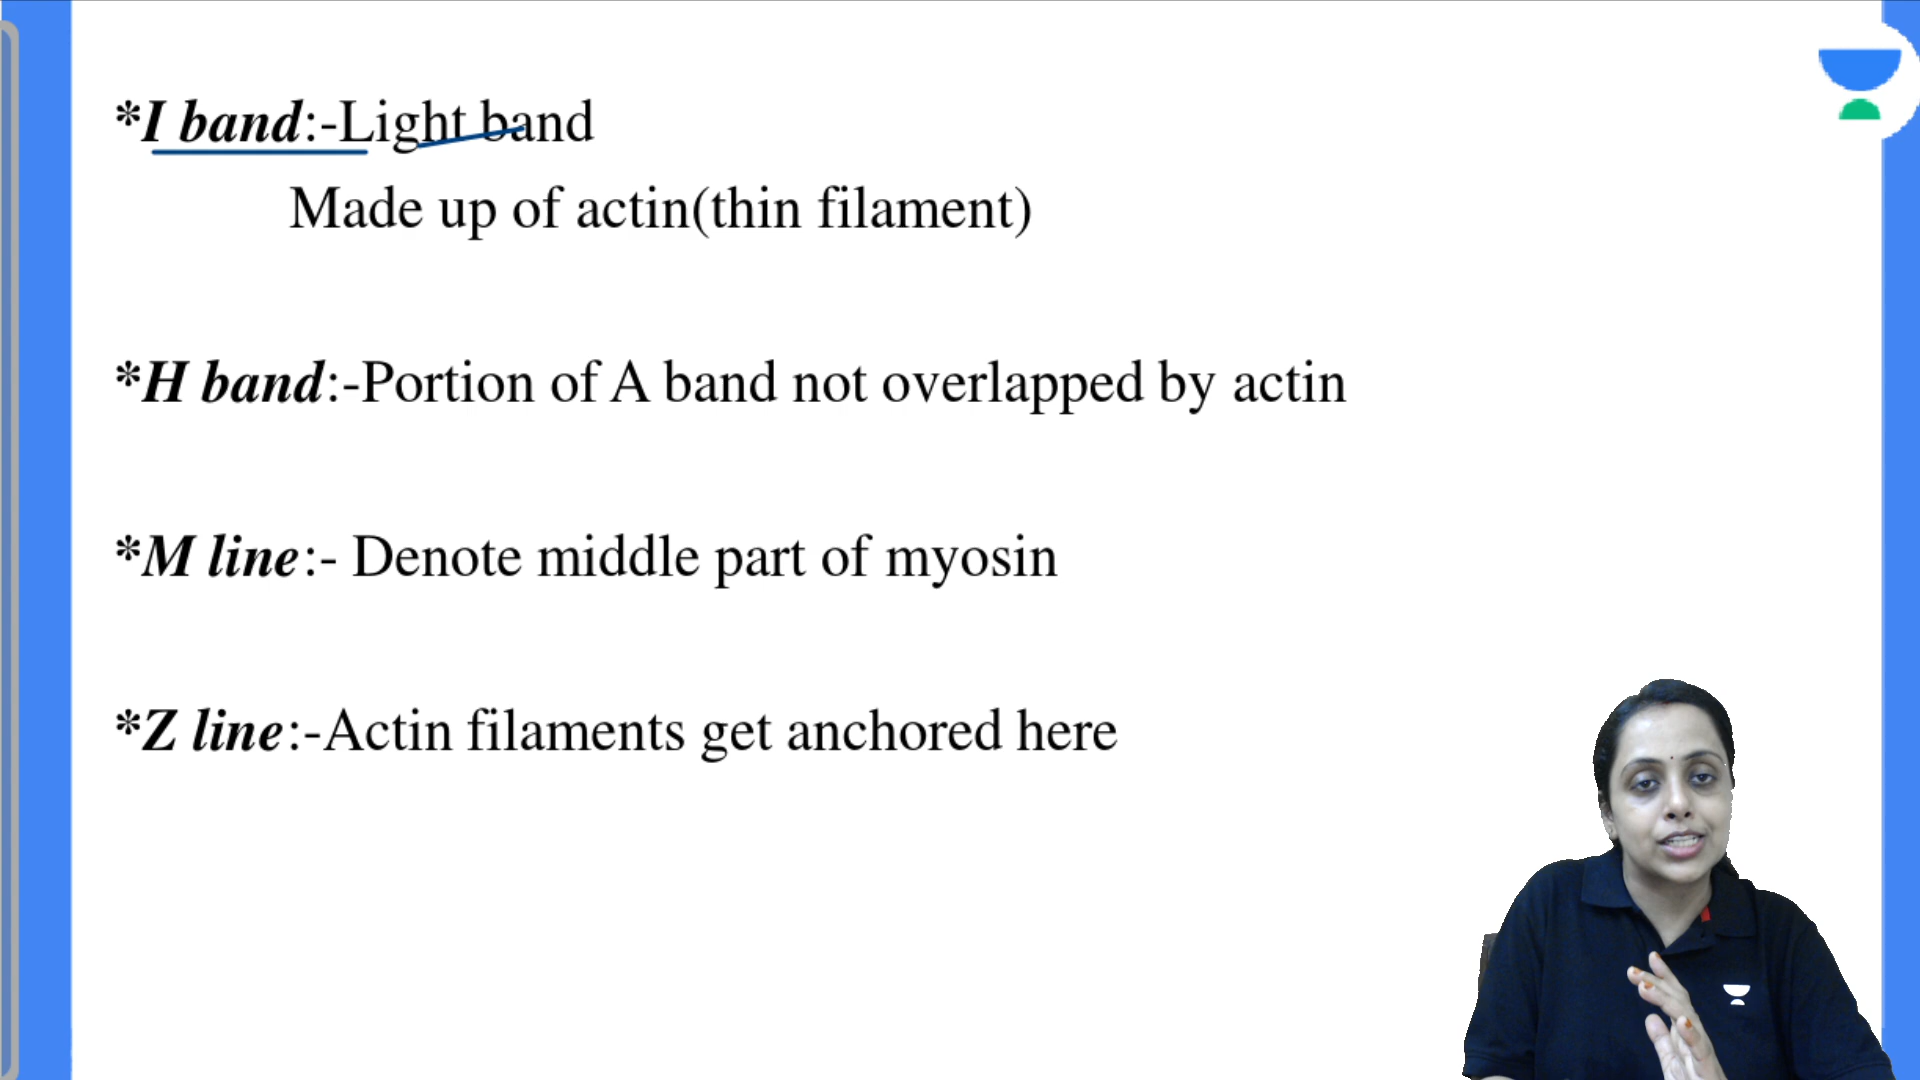 *I band:-Light band
Made up of actin(thin filament)
*H band:-Portion of A band not overlapped by actin
*M line:- Denote middle part of myosin
*Z line:-Actin filaments get anchored here